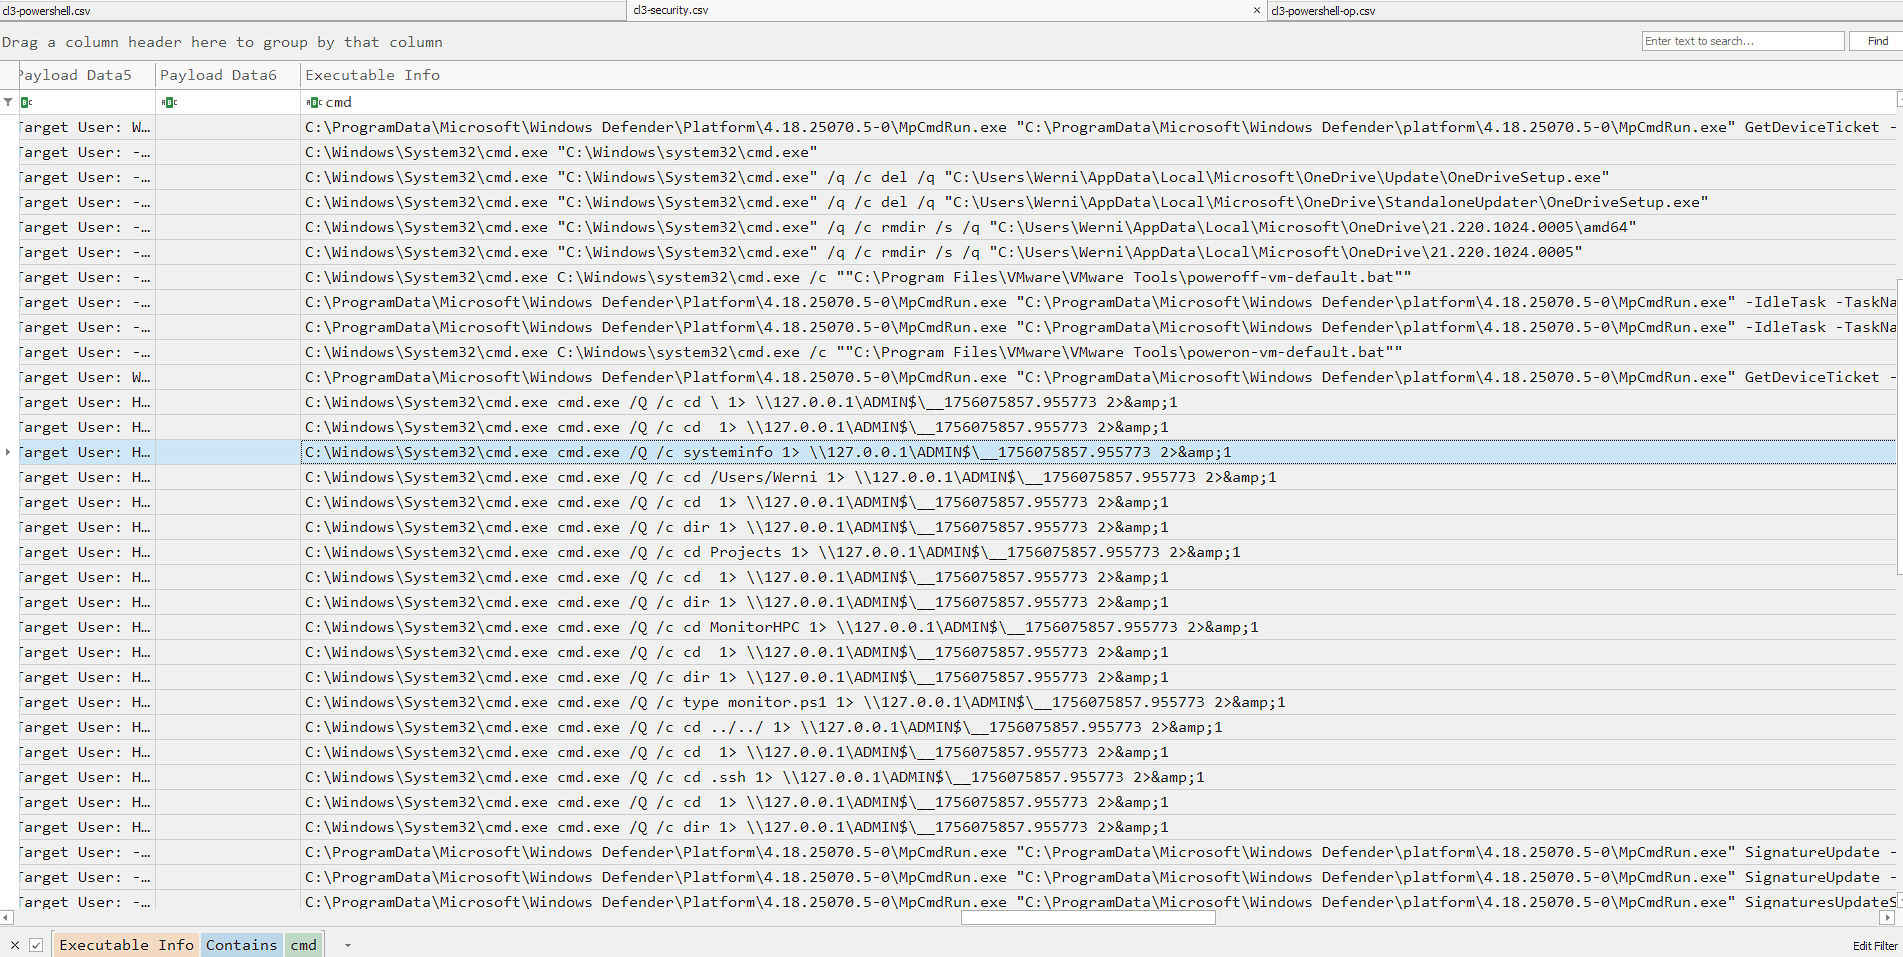 cl3-powershell.csv cl3-security.csv × cl3-powershell-op.csv
Drag a column header here to group by that column Enter text to search... Find
Payload Data5 Payload Data6 Executable Info
cmd
Target User: W… C:\ProgramData\Microsoft\Windows Defender\Platform\4.18.25070.5-0\MpCmdRun.exe "C:\ProgramData\Microsoft\Windows Defender\platform\4.18.25070.5-0\MpCmdRun.exe" GetDeviceTicket -
Target User: -… C:\Windows\System32\cmd.exe "C:\Windows\system32\cmd.exe"
Target User: -… C:\Windows\System32\cmd.exe "C:\Windows\System32\cmd.exe" /q /c del /q "C:\Users\Werni\AppData\Local\Microsoft\OneDrive\Update\OneDriveSetup.exe"
Target User: -… C:\Windows\System32\cmd.exe "C:\Windows\System32\cmd.exe" /q /c del /q "C:\Users\Werni\AppData\Local\Microsoft\OneDrive\StandaloneUpdater\OneDriveSetup.exe"
Target User: -… C:\Windows\System32\cmd.exe "C:\Windows\System32\cmd.exe" /q /c rmdir /s /q "C:\Users\Werni\AppData\Local\Microsoft\OneDrive\21.220.1024.0005\amd64"
Target User: -… C:\Windows\System32\cmd.exe "C:\Windows\System32\cmd.exe" /q /c rmdir /s /q "C:\Users\Werni\AppData\Local\Microsoft\OneDrive\21.220.1024.0005"
Target User: -… C:\Windows\System32\cmd.exe C:\Windows\system32\cmd.exe /c ""C:\Program Files\VMware\VMware Tools\poweroff-vm-default.bat""
Target User: -… C:\ProgramData\Microsoft\Windows Defender\Platform\4.18.25070.5-0\MpCmdRun.exe "C:\ProgramData\Microsoft\Windows Defender\Platform\4.18.25070.5-0\MpCmdRun.exe" -IdleTask -TaskNa
Target User: -… C:\ProgramData\Microsoft\Windows Defender\Platform\4.18.25070.5-0\MpCmdRun.exe "C:\ProgramData\Microsoft\Windows Defender\Platform\4.18.25070.5-0\MpCmdRun.exe" -IdleTask -TaskNa
Target User: -… C:\Windows\System32\cmd.exe C:\Windows\system32\cmd.exe /c ""C:\Program Files\VMware\VMware Tools\poweron-vm-default.bat""
Target User: W… C:\ProgramData\Microsoft\Windows Defender\Platform\4.18.25070.5-0\MpCmdRun.exe "C:\ProgramData\Microsoft\Windows Defender\platform\4.18.25070.5-0\MpCmdRun.exe" GetDeviceTicket -
Target User: H… C:\Windows\System32\cmd.exe cmd.exe /Q /c cd \ 1> \\127.0.0.1\ADMIN$\__1756075857.955773 2>&amp;1
Target User: H… C:\Windows\System32\cmd.exe cmd.exe /Q /c cd  1> \\127.0.0.1\ADMIN$\__1756075857.955773 2>&amp;1
Target User: H… C:\Windows\System32\cmd.exe cmd.exe /Q /c systeminfo 1> \\127.0.0.1\ADMIN$\__1756075857.955773 2>&amp;1
Target User: H… C:\Windows\System32\cmd.exe cmd.exe /Q /c cd /Users/Werni 1> \\127.0.0.1\ADMIN$\__1756075857.955773 2>&amp;1
Target User: H… C:\Windows\System32\cmd.exe cmd.exe /Q /c cd  1> \\127.0.0.1\ADMIN$\__1756075857.955773 2>&amp;1
Target User: H… C:\Windows\System32\cmd.exe cmd.exe /Q /c dir 1> \\127.0.0.1\ADMIN$\__1756075857.955773 2>&amp;1
Target User: H… C:\Windows\System32\cmd.exe cmd.exe /Q /c cd Projects 1> \\127.0.0.1\ADMIN$\__1756075857.955773 2>&amp;1
Target User: H… C:\Windows\System32\cmd.exe cmd.exe /Q /c cd  1> \\127.0.0.1\ADMIN$\__1756075857.955773 2>&amp;1
Target User: H… C:\Windows\System32\cmd.exe cmd.exe /Q /c dir 1> \\127.0.0.1\ADMIN$\__1756075857.955773 2>&amp;1
Target User: H… C:\Windows\System32\cmd.exe cmd.exe /Q /c cd MonitorHPC 1> \\127.0.0.1\ADMIN$\__1756075857.955773 2>&amp;1
Target User: H… C:\Windows\System32\cmd.exe cmd.exe /Q /c cd  1> \\127.0.0.1\ADMIN$\__1756075857.955773 2>&amp;1
Target User: H… C:\Windows\System32\cmd.exe cmd.exe /Q /c dir 1> \\127.0.0.1\ADMIN$\__1756075857.955773 2>&amp;1
Target User: H… C:\Windows\System32\cmd.exe cmd.exe /Q /c type monitor.ps1 1> \\127.0.0.1\ADMIN$\__1756075857.955773 2>&amp;1
Target User: H… C:\Windows\System32\cmd.exe cmd.exe /Q /c cd ../../ 1> \\127.0.0.1\ADMIN$\__1756075857.955773 2>&amp;1
Target User: H… C:\Windows\System32\cmd.exe cmd.exe /Q /c cd  1> \\127.0.0.1\ADMIN$\__1756075857.955773 2>&amp;1
Target User: H… C:\Windows\System32\cmd.exe cmd.exe /Q /c cd .ssh 1> \\127.0.0.1\ADMIN$\__1756075857.955773 2>&amp;1
Target User: H… C:\Windows\System32\cmd.exe cmd.exe /Q /c cd  1> \\127.0.0.1\ADMIN$\__1756075857.955773 2>&amp;1
Target User: H… C:\Windows\System32\cmd.exe cmd.exe /Q /c dir 1> \\127.0.0.1\ADMIN$\__1756075857.955773 2>&amp;1
Target User: -… C:\ProgramData\Microsoft\Windows Defender\Platform\4.18.25070.5-0\MpCmdRun.exe "C:\ProgramData\Microsoft\Windows Defender\platform\4.18.25070.5-0\MpCmdRun.exe" SignatureUpdate -
Target User: -… C:\ProgramData\Microsoft\Windows Defender\Platform\4.18.25070.5-0\MpCmdRun.exe "C:\ProgramData\Microsoft\Windows Defender\platform\4.18.25070.5-0\MpCmdRun.exe" SignatureUpdate -
Target User: -… C:\ProgramData\Microsoft\Windows Defender\Platform\4.18.25070.5-0\MpCmdRun.exe "C:\ProgramData\Microsoft\Windows Defender\platform\4.18.25070.5-0\MpCmdRun.exe" SignaturesUpdateS
Executable Info Contains cmd Edit Filter